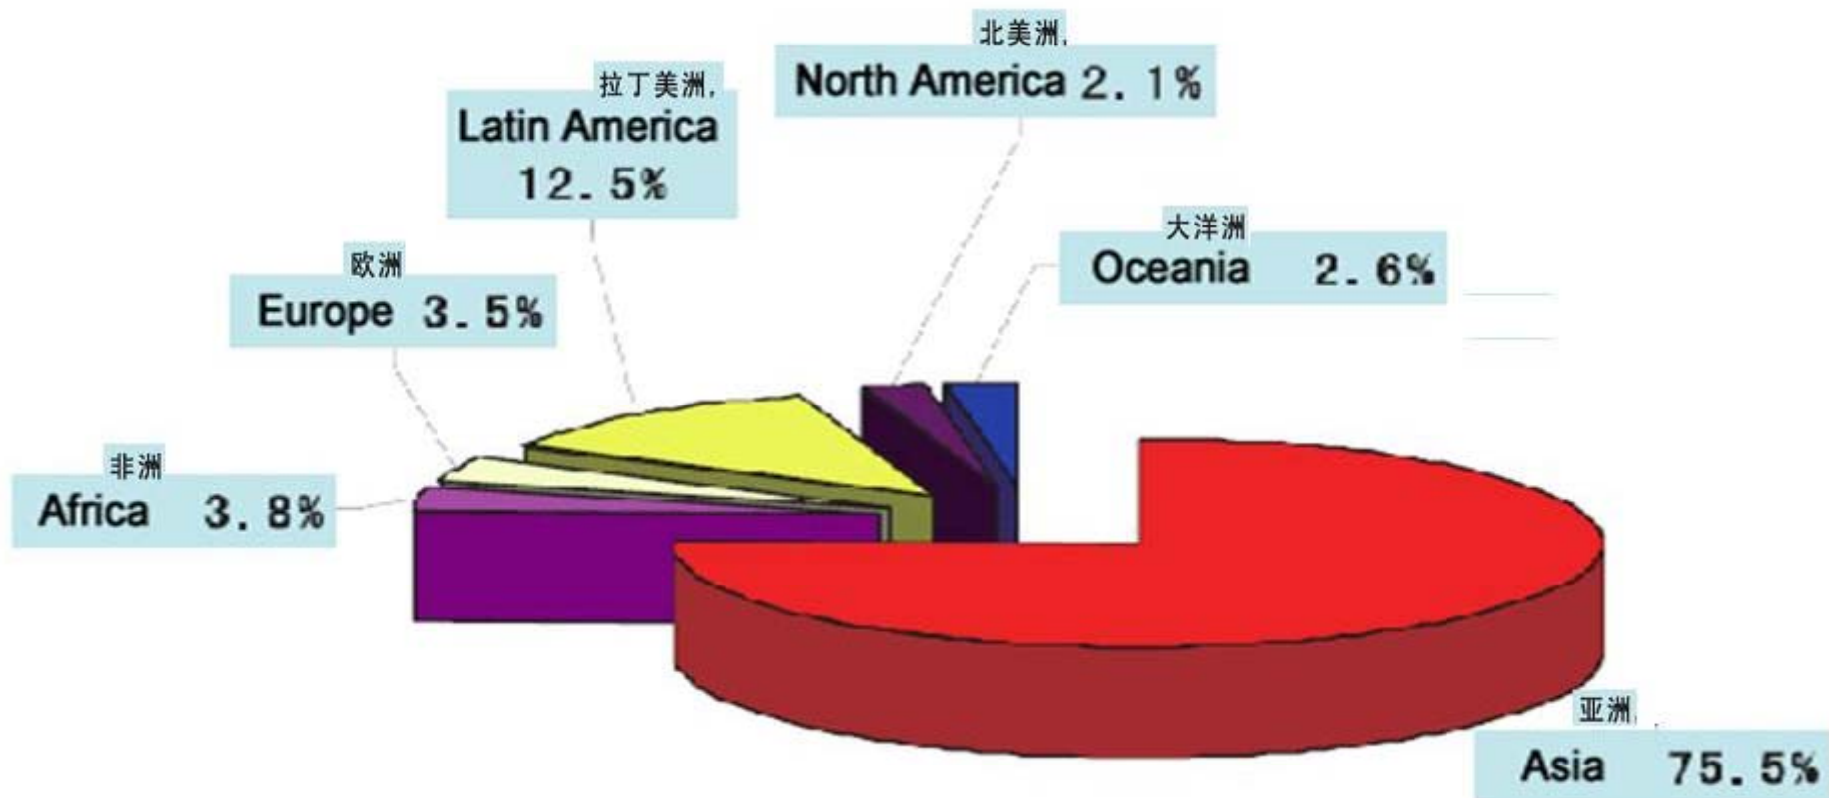 北美洲,
North America 2.1%
拉丁美洲,
Latin America
12.5%
大洋洲
Oceania 2.6%
欧洲
Europe 3.5%
非洲
Africa 3.8%
亚洲,
Asia 75.5%